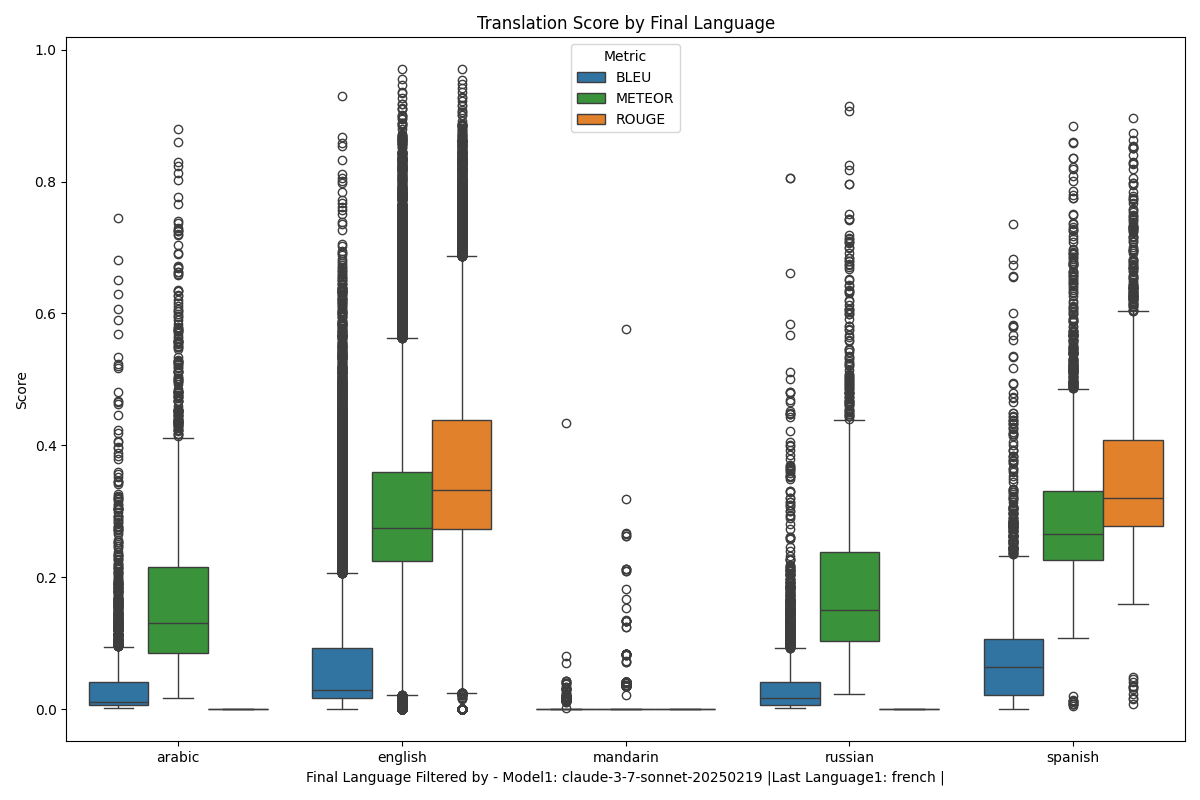 Translation Score by Final Language
Metric
BLEU
METEOR
ROUGE
Score
1.0
0.8
0.6
0.4
0.2
0.0
arabic
english
mandarin
russian
spanish
Final Language Filtered by - Model1: claude-3-7-sonnet-20250219 |Last Language1: french |